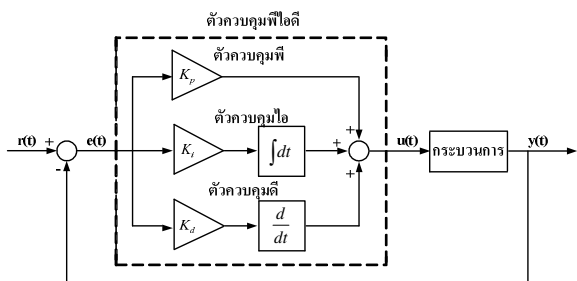 ตัวควบคุมพีไอดี
ตัวควบคุมพี
K_p
ตัวควบคุมไอ
r(t) + - e(t) K_i ∫dt + + + u(t) กระบวนการ y(t)
ตัวควบคุมดี
K_d d/dt